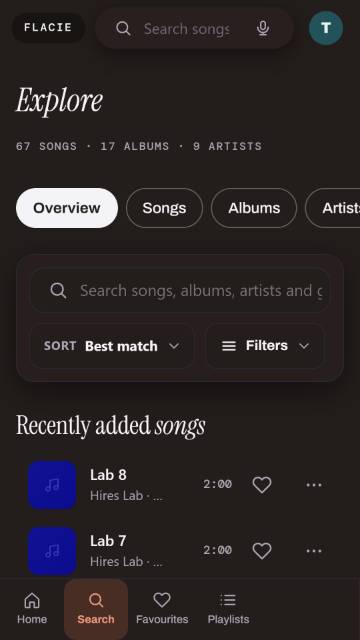 FLACIE
Search songs
T
Explore
67 SONGS · 17 ALBUMS · 9 ARTISTS
Overview
Songs
Albums
Artists
Search songs, albums, artists and g
SORT Best match
Filters
Recently added songs
Lab 8
Hires Lab · ...
2:00
Lab 7
Hires Lab · ...
2:00
Home
Search
Favourites
Playlists